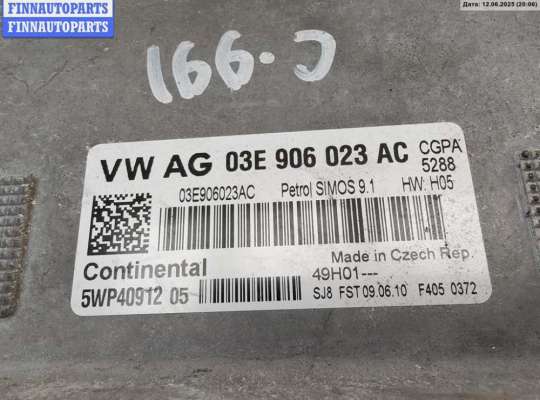 FINNAUTOPARTS
FINNAUTOPARTS
Дата: 12.06.2025 (20:06)
166-J
VW AG 03E 906 023 AC CGPA
5288
03E906023AC Petrol SIMOS 9.1 HW: H05
Continental Made in Czech Rep.
49H01---
5WP40912 05 SJ8 FST 09.06.10 F405 0372